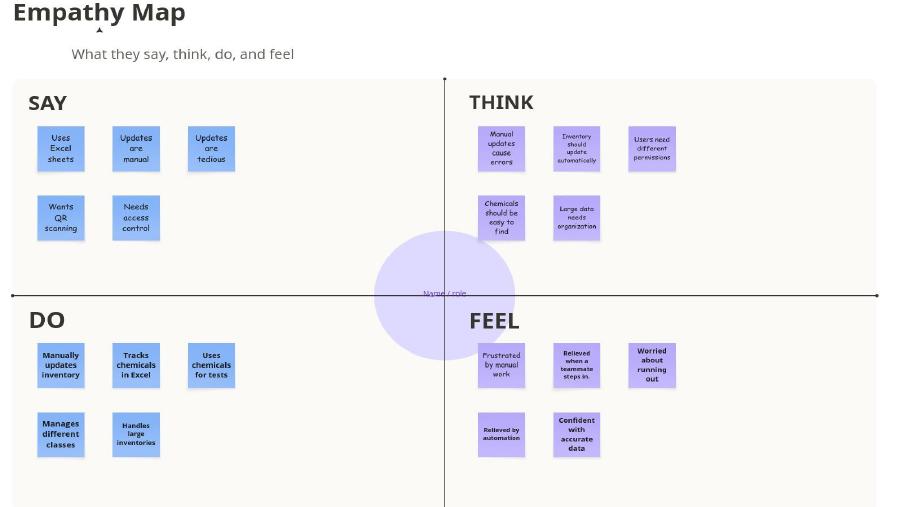 Empathy Map
What they say, think, do, and feel
SAY
Uses
Excel
sheets
Updates
are
manual
Updates
are
tedious
Wants
QR
scanning
Needs
access
control
THINK
Manual
updates
cause
errors
Inventory
should
update
automatically
Users need
different
permissions
Chemicals
should be
easy to
find
Large data
needs
organization
Name / role
DO
Manually
updates
inventory
Tracks
chemicals
in Excel
Uses
chemicals
for tests
Manages
different
classes
Handles
large
inventories
FEEL
Frustrated
by manual
work
Relieved
when a
teammate
steps in.
Worried
about
running
out
Relieved by
automation
Confident
with
accurate
data